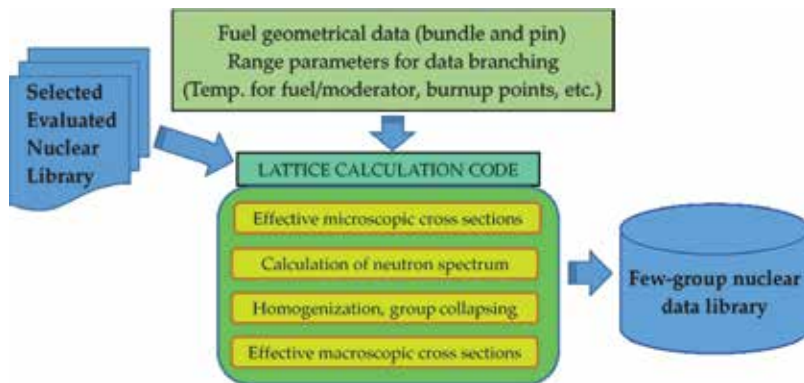 Fuel geometrical data (bundle and pin)
Range parameters for data branching
(Temp. for fuel/moderator, burnup points, etc.)
Selected
Evaluated
Nuclear
Library
LATTICE CALCULATION CODE
Effective microscopic cross sections
Calculation of neutron spectrum
Homogenization, group collapsing
Effective macroscopic cross sections
Few-group nuclear
data library